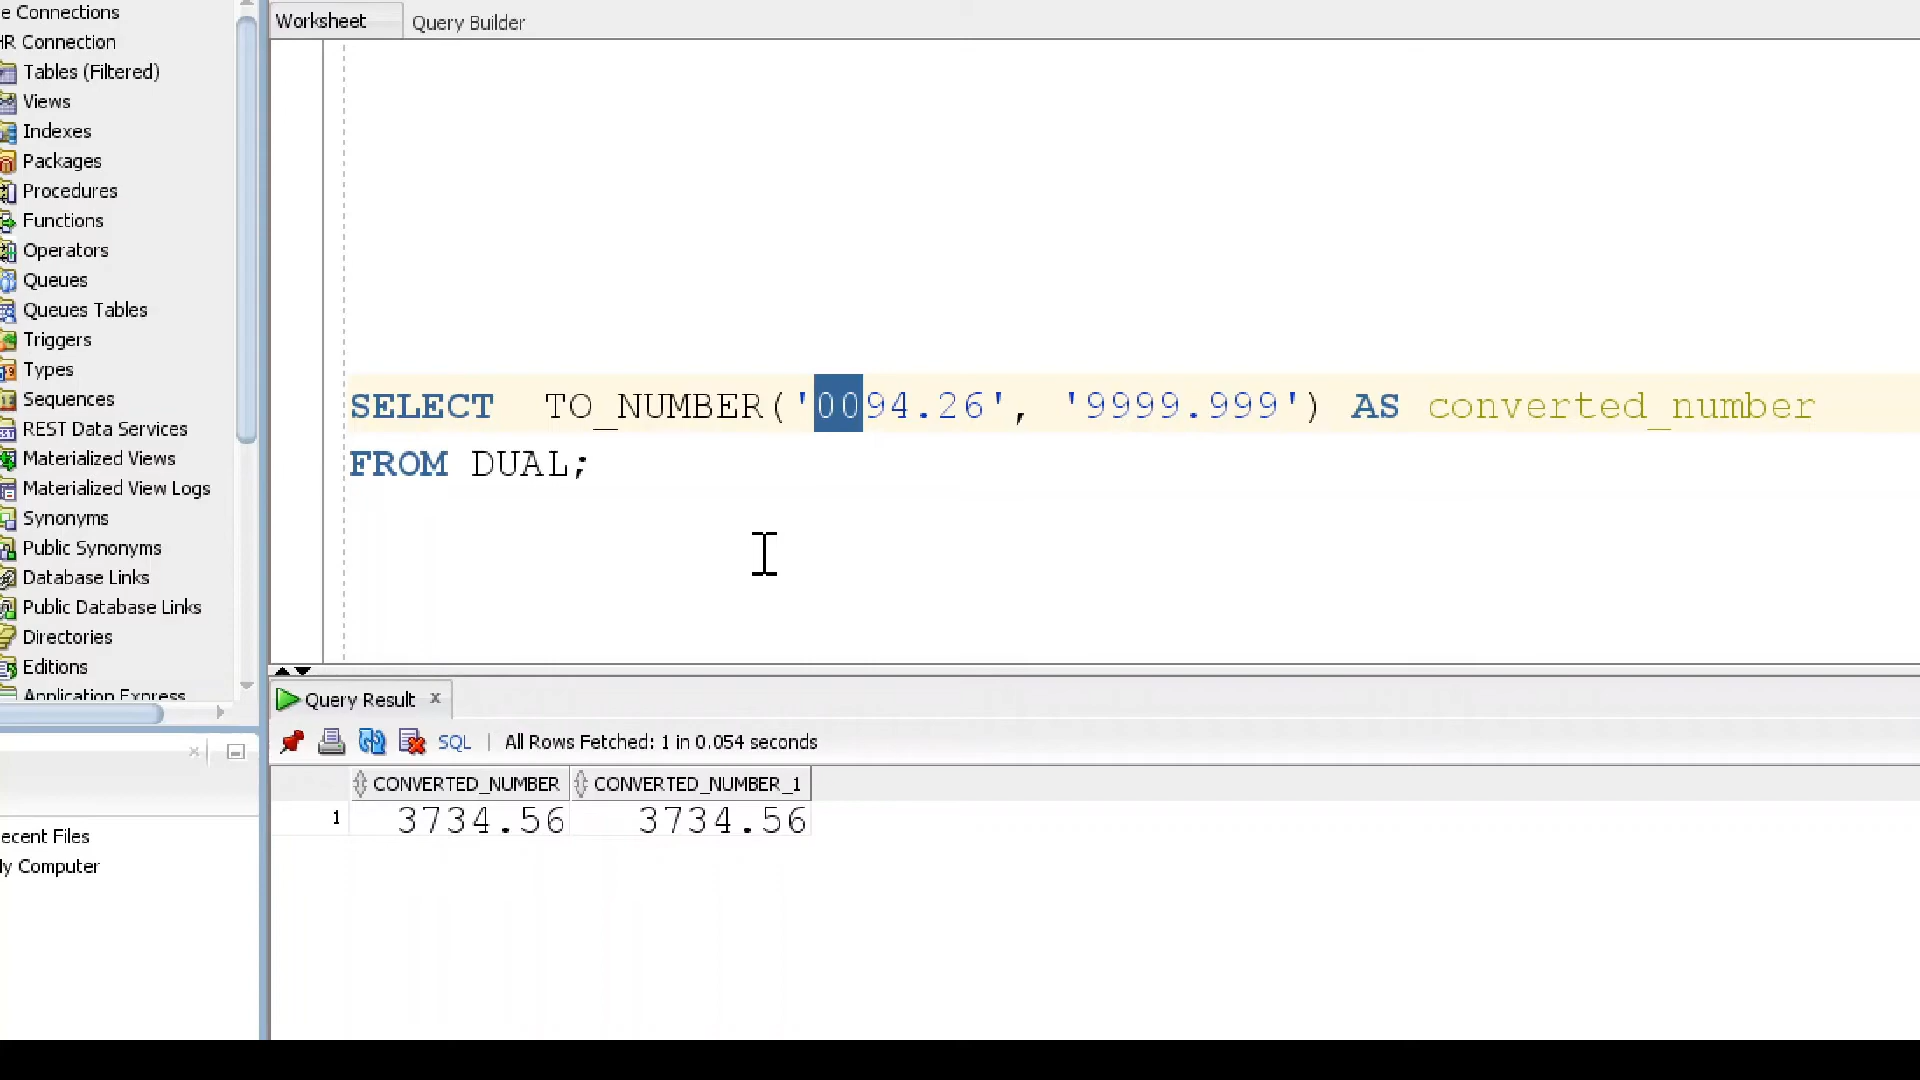 e Connections
HR Connection
Tables (Filtered)
Views
Indexes
Packages
Procedures
Functions
Operators
Queues
Queues Tables
Triggers
Types
Sequences
REST Data Services
Materialized Views
Materialized View Logs
Synonyms
Public Synonyms
Database Links
Public Database Links
Directories
Editions
Application Express
ecent Files
y Computer
Worksheet Query Builder
SELECT TO_NUMBER('0094.26', '9999.999') AS converted_number
FROM DUAL;
Query Result x
SQL | All Rows Fetched: 1 in 0.054 seconds
CONVERTED_NUMBER CONVERTED_NUMBER_1
1 3734.56 3734.56